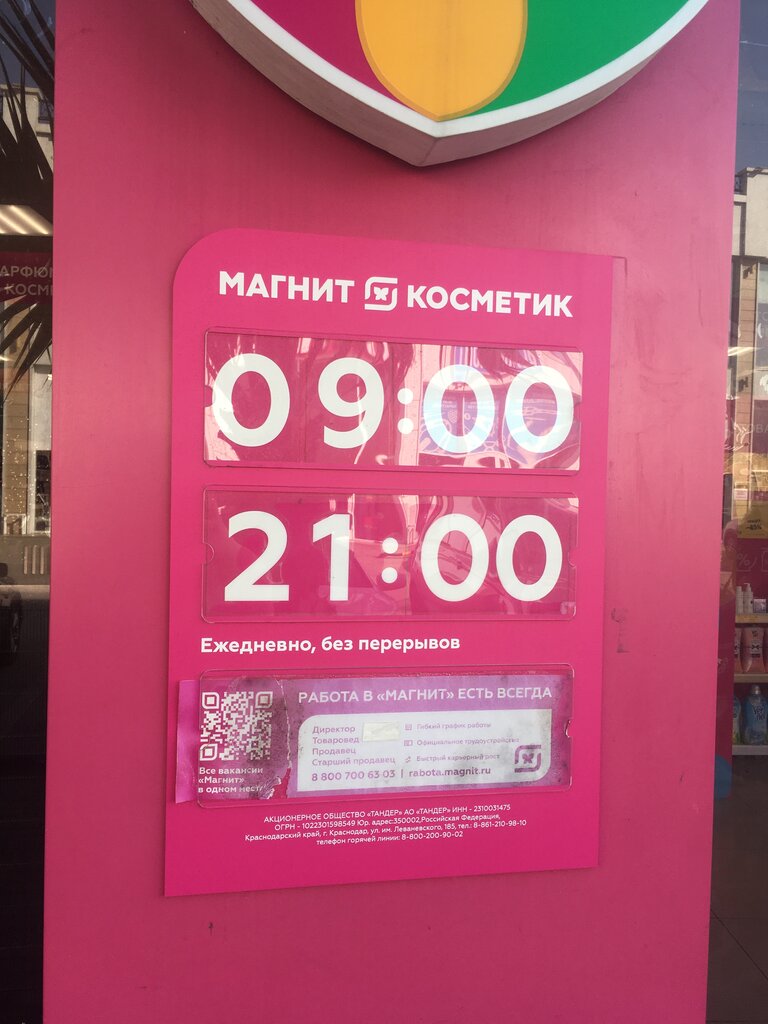 МАГНИТ КОСМЕТИК
09:00
21:00
Ежедневно, без перерывов
РАБОТА В «МАГНИТ» ЕСТЬ ВСЕГДА
Директор
Товаровед
Продавец
Старший продавец
Гибкий график работы
Официальное трудоустройство
Быстрый карьерный рост
8 800 700 63 03 | rabota.magnit.ru
Все вакансии
«Магнит»
в одном месте
АКЦИОНЕРНОЕ ОБЩЕСТВО "ТАНДЕР" АО "ТАНДЕР" ИНН - 2310031475
ОГРН - 1022301598549 Юр. адрес:350002,Российская Федерация,
Краснодарский край, г. Краснодар, ул. им. Леваневского, 185, тел.: 8-861-210-98-10
телефон горячей линии: 8-800-200-90-02